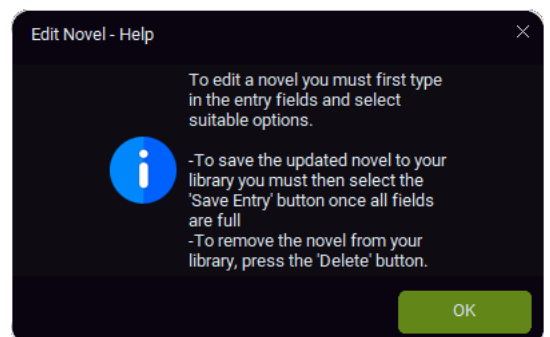 Edit Novel - Help
To edit a novel you must first type
in the entry fields and select
suitable options.
-To save the updated novel to your
library you must then select the
'Save Entry' button once all fields
are full
-To remove the novel from your
library, press the 'Delete' button.
OK